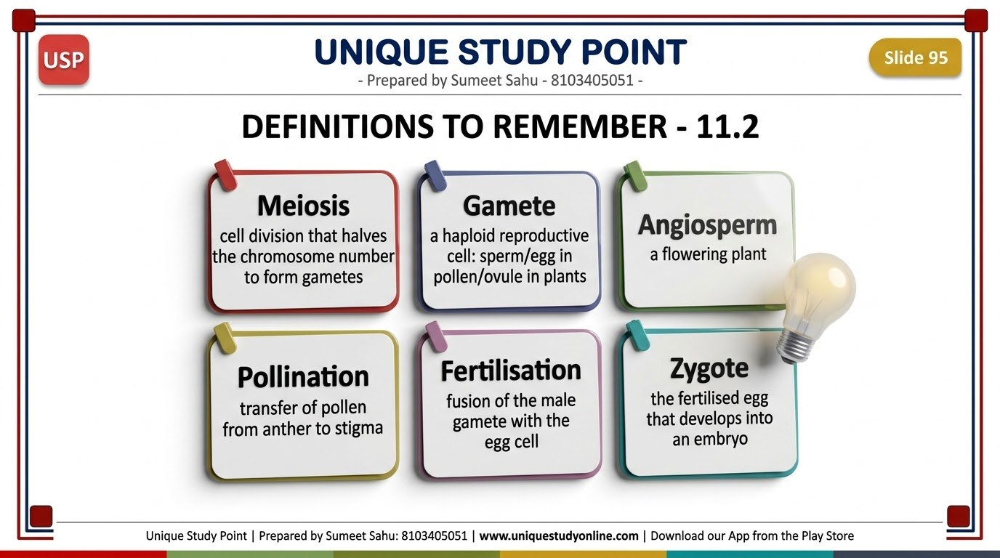 USP
UNIQUE STUDY POINT
- Prepared by Sumeet Sahu - 8103405051 -
Slide 95
DEFINITIONS TO REMEMBER - 11.2
Meiosis
cell division that halves
the chromosome number
to form gametes
Gamete
a haploid reproductive
cell: sperm/egg in
pollen/ovule in plants
Angiosperm
a flowering plant
Pollination
transfer of pollen
from anther to stigma
Fertilisation
fusion of the male
gamete with the
egg cell
Zygote
the fertilised egg
that develops into
an embryo
Unique Study Point | Prepared by Sumeet Sahu: 8103405051 | www.uniquestudyonline.com | Download our App from the Play Store